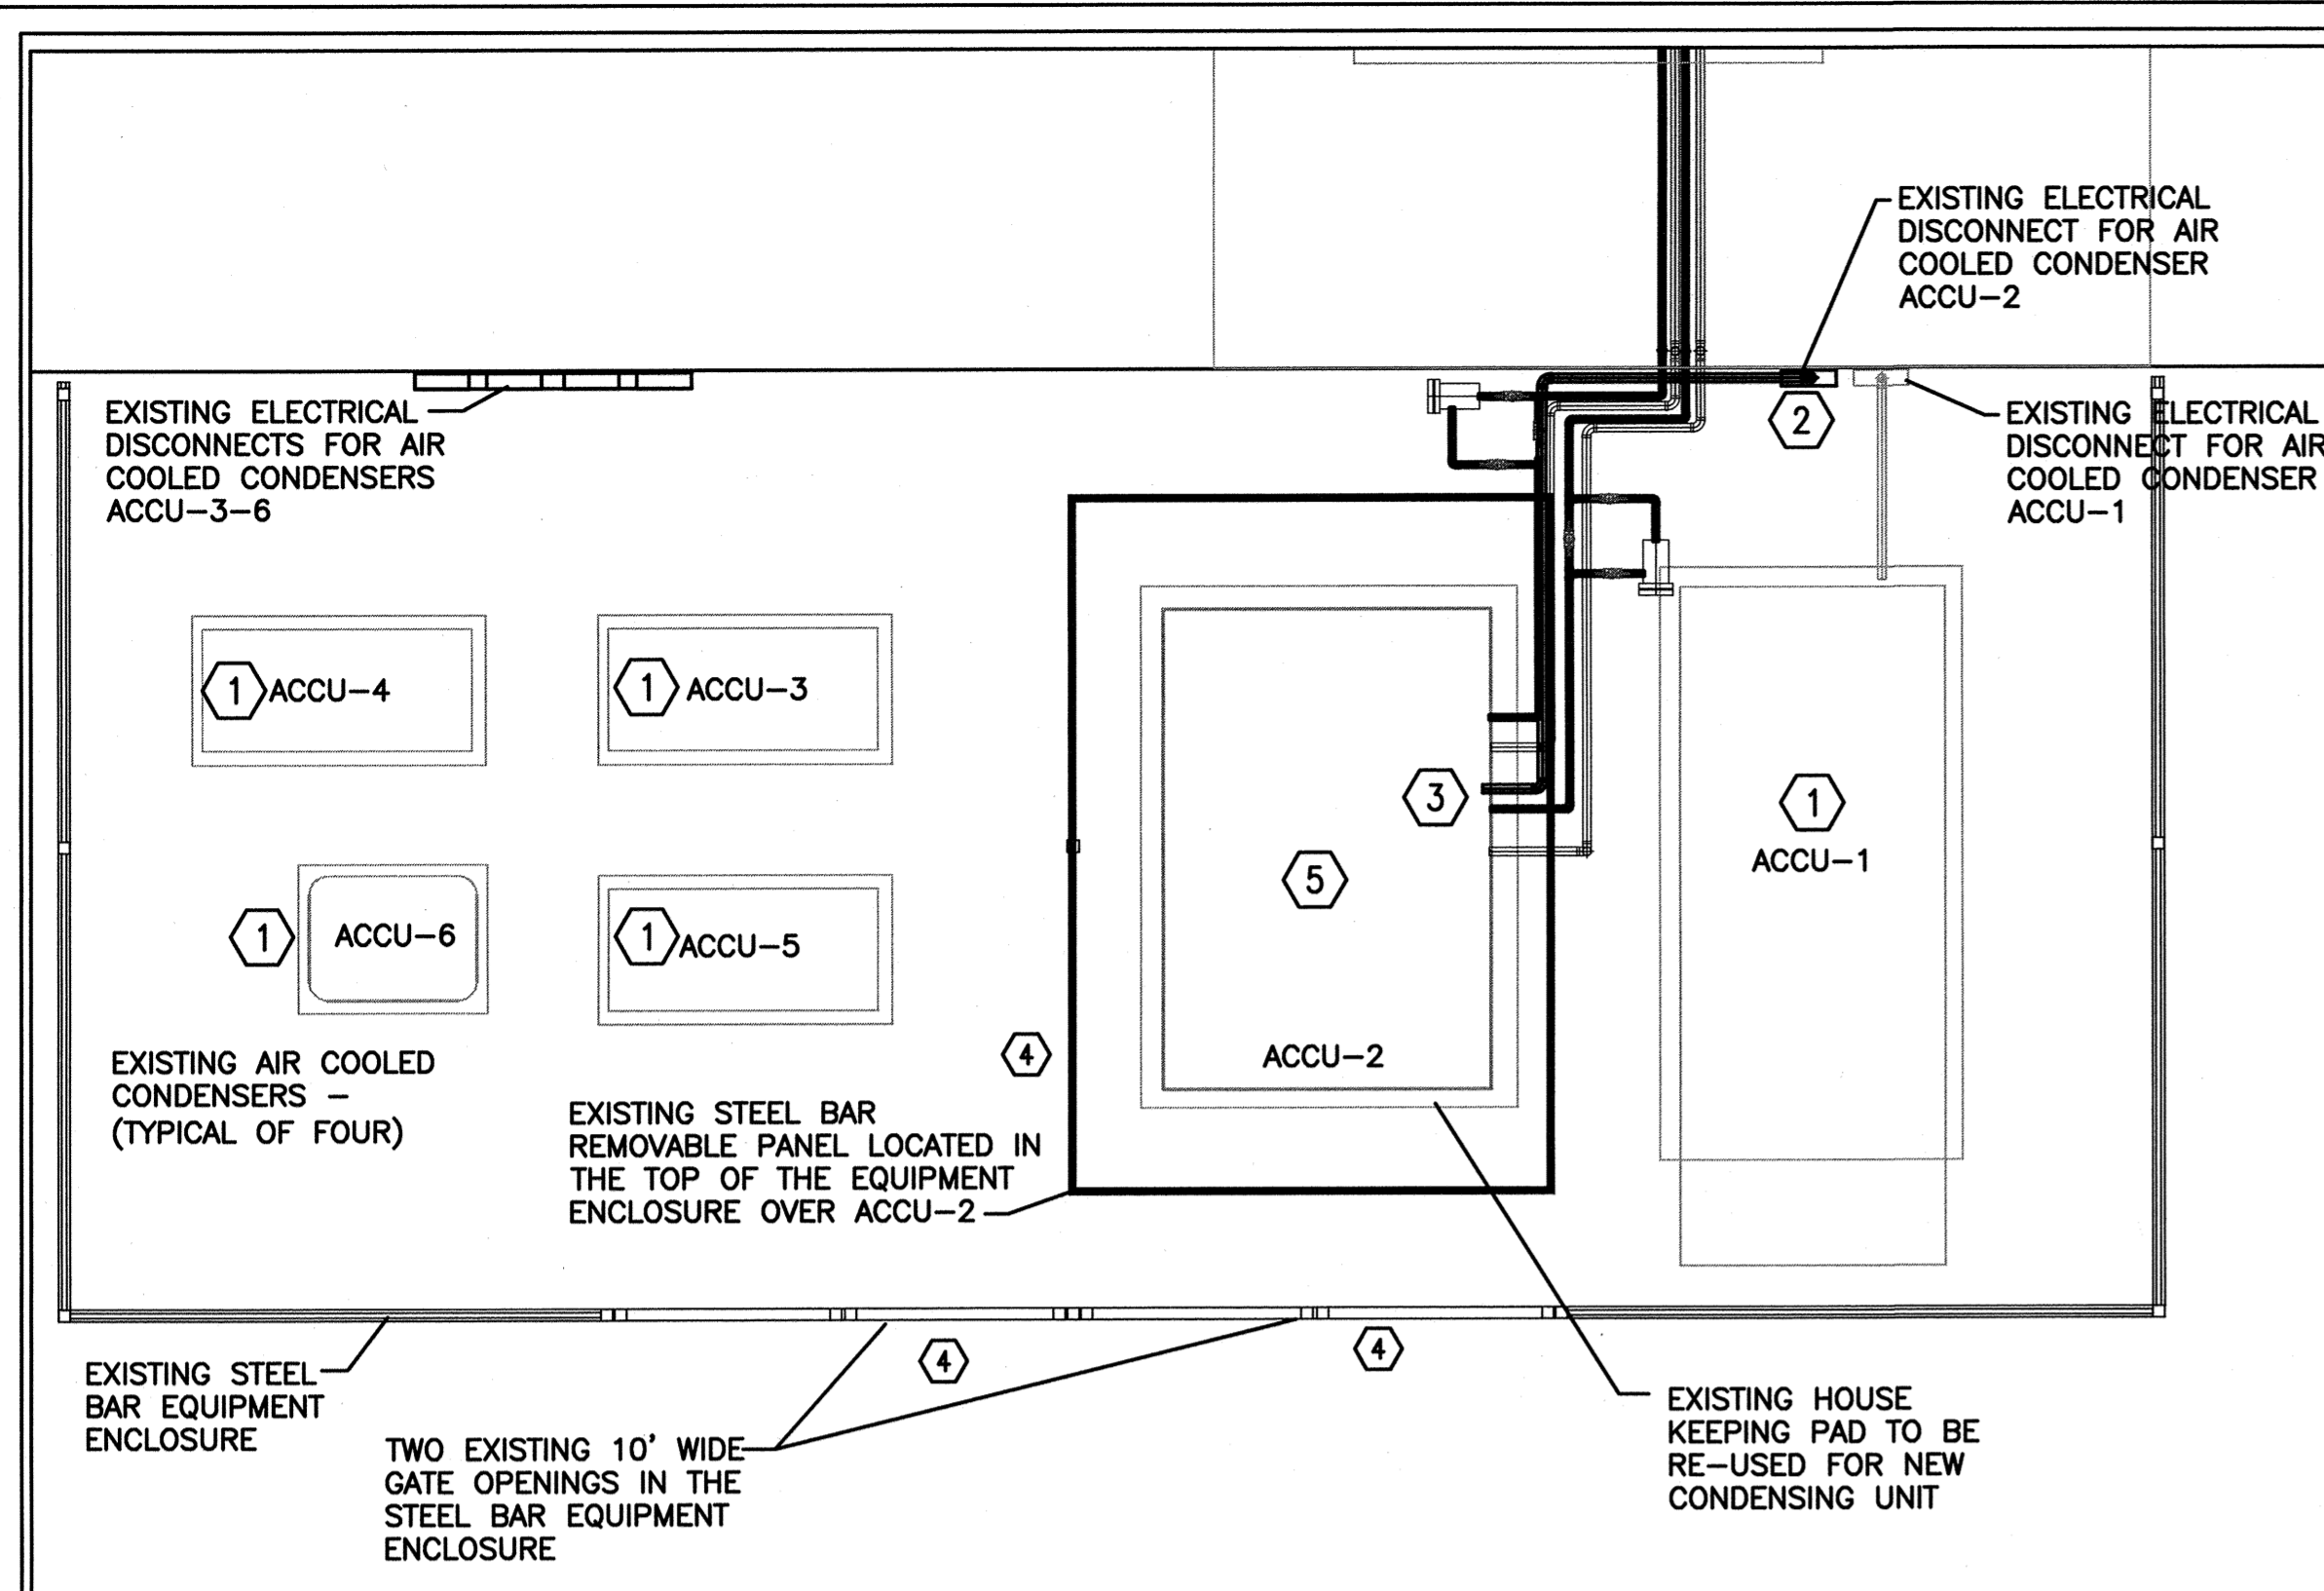 EXISTING ELECTRICAL
DISCONNECT FOR AIR
COOLED CONDENSER
ACCU-2
EXISTING ELECTRICAL
DISCONNECTS FOR AIR
COOLED CONDENSERS
ACCU-3-6
2
EXISTING ELECTRICAL
DISCONNECT FOR AIR
COOLED CONDENSER
ACCU-1
1 ACCU-4
1 ACCU-3
3
1
ACCU-1
5
1 ACCU-6
1 ACCU-5
4
ACCU-2
EXISTING AIR COOLED
CONDENSERS -
(TYPICAL OF FOUR)
EXISTING STEEL BAR
REMOVABLE PANEL LOCATED IN
THE TOP OF THE EQUIPMENT
ENCLOSURE OVER ACCU-2
4
4
EXISTING STEEL
BAR EQUIPMENT
ENCLOSURE
TWO EXISTING 10' WIDE
GATE OPENINGS IN THE
STEEL BAR EQUIPMENT
ENCLOSURE
EXISTING HOUSE
KEEPING PAD TO BE
RE-USED FOR NEW
CONDENSING UNIT